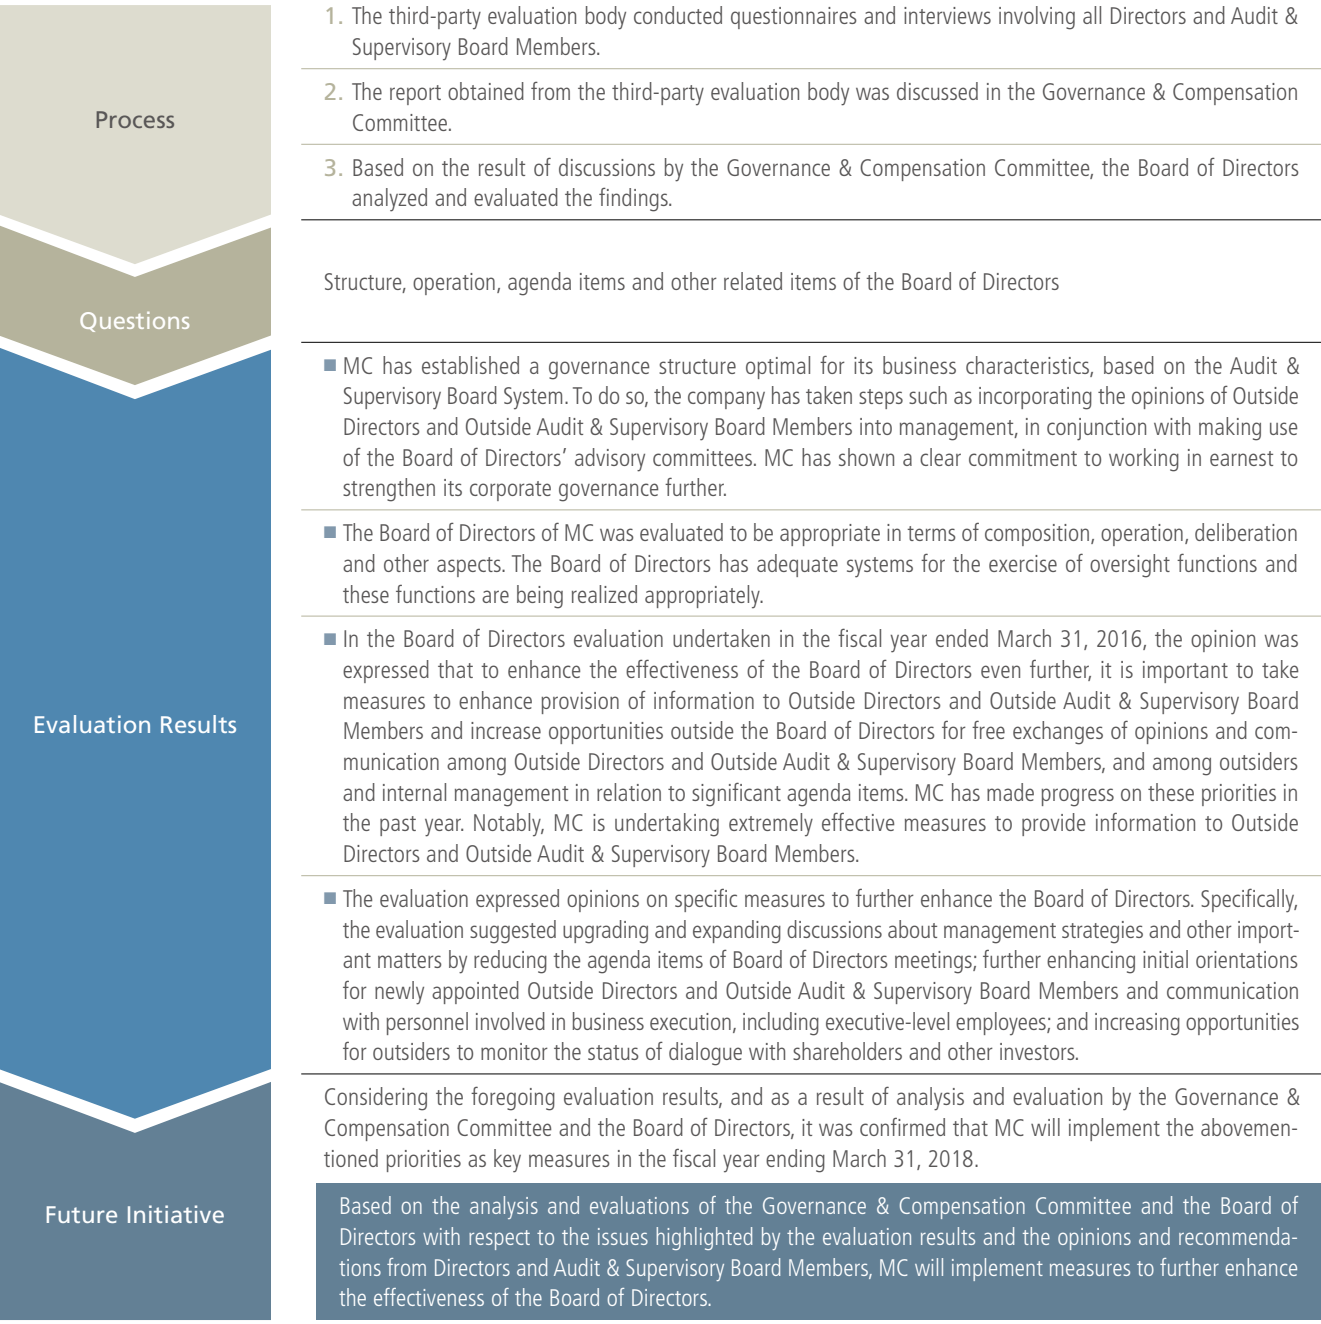 Process
1. The third-party evaluation body conducted questionnaires and interviews involving all Directors and Audit &
Supervisory Board Members.
2. The report obtained from the third-party evaluation body was discussed in the Governance & Compensation
Committee.
3. Based on the result of discussions by the Governance & Compensation Committee, the Board of Directors
analyzed and evaluated the findings.
Questions
Structure, operation, agenda items and other related items of the Board of Directors
Evaluation Results
■ MC has established a governance structure optimal for its business characteristics, based on the Audit &
Supervisory Board System. To do so, the company has taken steps such as incorporating the opinions of Outside
Directors and Outside Audit & Supervisory Board Members into management, in conjunction with making use
of the Board of Directors’ advisory committees. MC has shown a clear commitment to working in earnest to
strengthen its corporate governance further.
■ The Board of Directors of MC was evaluated to be appropriate in terms of composition, operation, deliberation
and other aspects. The Board of Directors has adequate systems for the exercise of oversight functions and
these functions are being realized appropriately.
■ In the Board of Directors evaluation undertaken in the fiscal year ended March 31, 2016, the opinion was
expressed that to enhance the effectiveness of the Board of Directors even further, it is important to take
measures to enhance provision of information to Outside Directors and Outside Audit & Supervisory Board
Members and increase opportunities outside the Board of Directors for free exchanges of opinions and com-
munication among Outside Directors and Outside Audit & Supervisory Board Members, and among outsiders
and internal management in relation to significant agenda items. MC has made progress on these priorities in
the past year. Notably, MC is undertaking extremely effective measures to provide information to Outside
Directors and Outside Audit & Supervisory Board Members.
■ The evaluation expressed opinions on specific measures to further enhance the Board of Directors. Specifically,
the evaluation suggested upgrading and expanding discussions about management strategies and other import-
ant matters by reducing the agenda items of Board of Directors meetings; further enhancing initial orientations
for newly appointed Outside Directors and Outside Audit & Supervisory Board Members and communication
with personnel involved in business execution, including executive-level employees; and increasing opportunities
for outsiders to monitor the status of dialogue with shareholders and other investors.
Future Initiative
Considering the foregoing evaluation results, and as a result of analysis and evaluation by the Governance &
Compensation Committee and the Board of Directors, it was confirmed that MC will implement the abovemen-
tioned priorities as key measures in the fiscal year ending March 31, 2018.
Based on the analysis and evaluations of the Governance & Compensation Committee and the Board of
Directors with respect to the issues highlighted by the evaluation results and the opinions and recommenda-
tions from Directors and Audit & Supervisory Board Members, MC will implement measures to further enhance
the effectiveness of the Board of Directors.